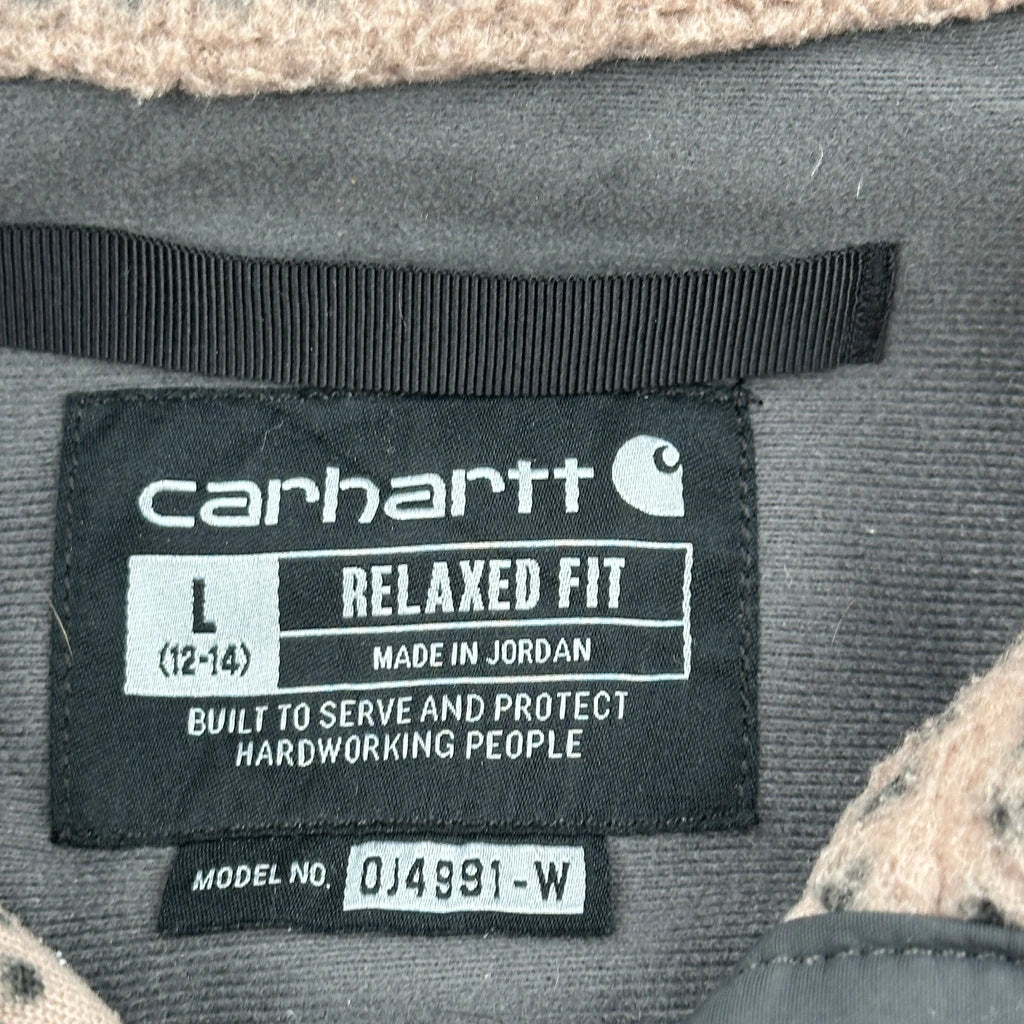 carhartt
L
(12-14)
RELAXED FIT
MADE IN JORDAN
BUILT TO SERVE AND PROTECT
HARDWORKING PEOPLE
MODEL NO. OJ4991-W